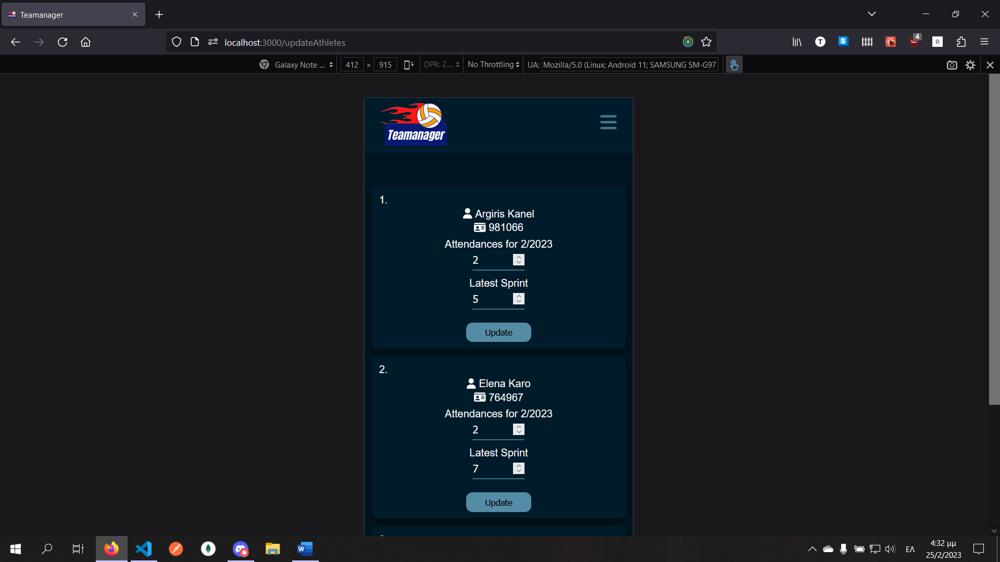 Teamanager
localhost:3000/updateAthletes
T
S
4
B
Galaxy Note ...
412 × 915
DPR: 2....
No Throttling
UA: Mozilla/5.0 (Linux; Android 11; SAMSUNG SM-G97
Teamanager
1.
Argiris Kanel
981066
Attendances for 2/2023
2
Latest Sprint
5
Update
2.
Elena Karo
764967
Attendances for 2/2023
2
Latest Sprint
7
Update
W
ΕΛ
4:32 μμ
25/2/2023